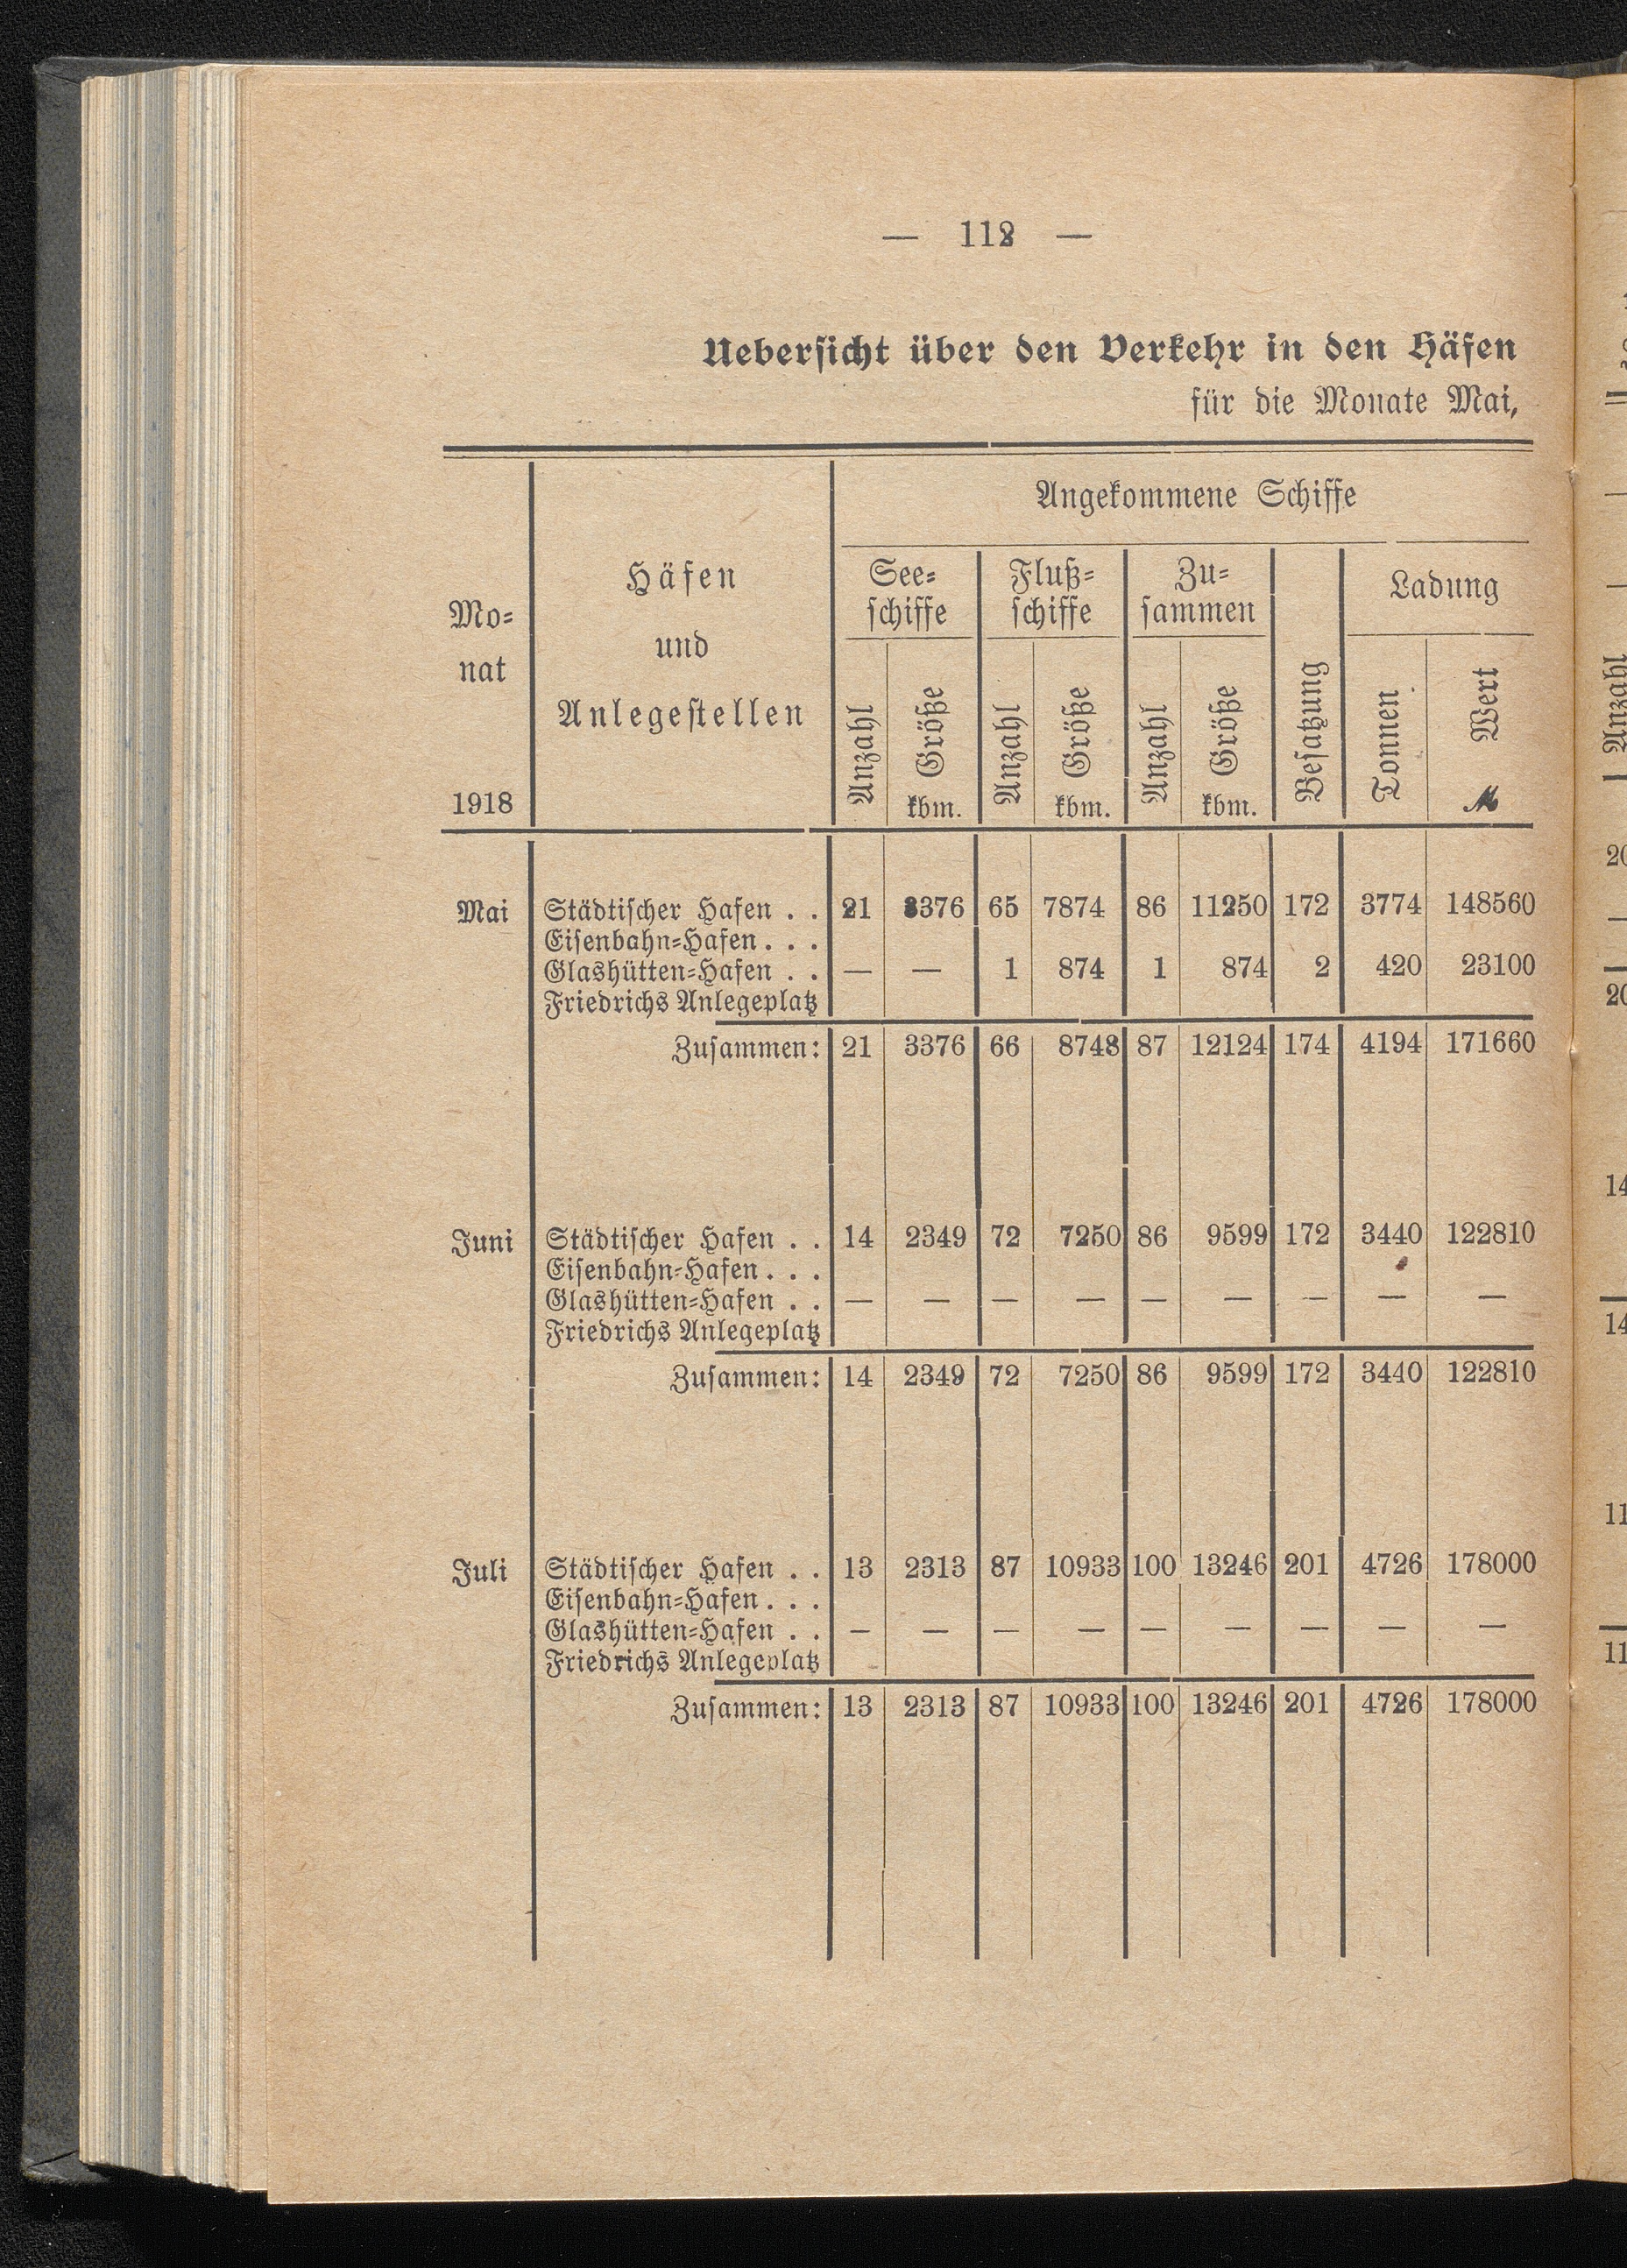 — 112 —
Uebersicht über den Verkehr in den Häfen
für die Monate Mai,
Mo-
nat
1918
Häfen
und
Anlegestellen
Angekommene Schiffe
See-
schiffe
Fluß-
schiffe
Zu-
sammen
Besatzung
Ladung
Anzahl
Größe
kbm.
Anzahl
Größe
kbm.
Anzahl
Größe
kbm.
Tonnen
Wert
ℳ
Mai Städtischer Hafen . . 21 3376 65 7874 86 11250 172 3774 148560
Eisenbahn-Hafen . . .
Glashütten-Hafen . . — — 1 874 1 874 2 420 23100
Friedrichs Anlegeplatz
Zusammen: 21 3376 66 8748 87 12124 174 4194 171660
Juni Städtischer Hafen . . 14 2349 72 7250 86 9599 172 3440 122810
Eisenbahn-Hafen . . .
Glashütten-Hafen . . — — — — — — — — —
Friedrichs Anlegeplatz
Zusammen: 14 2349 72 7250 86 9599 172 3440 122810
Juli Städtischer Hafen . . 13 2313 87 10933 100 13246 201 4726 178000
Eisenbahn-Hafen . . .
Glashütten-Hafen . . — — — — — — — — —
Friedrichs Anlegeplatz
Zusammen: 13 2313 87 10933 100 13246 201 4726 178000
Anzahl